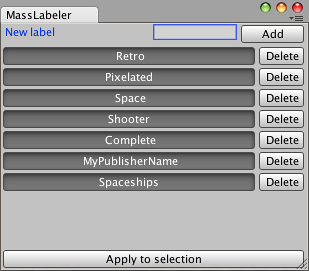 MassLabeler
New label Add
Retro Delete
Pixelated Delete
Space Delete
Shooter Delete
Complete Delete
MyPublisherName Delete
Spaceships Delete
Apply to selection